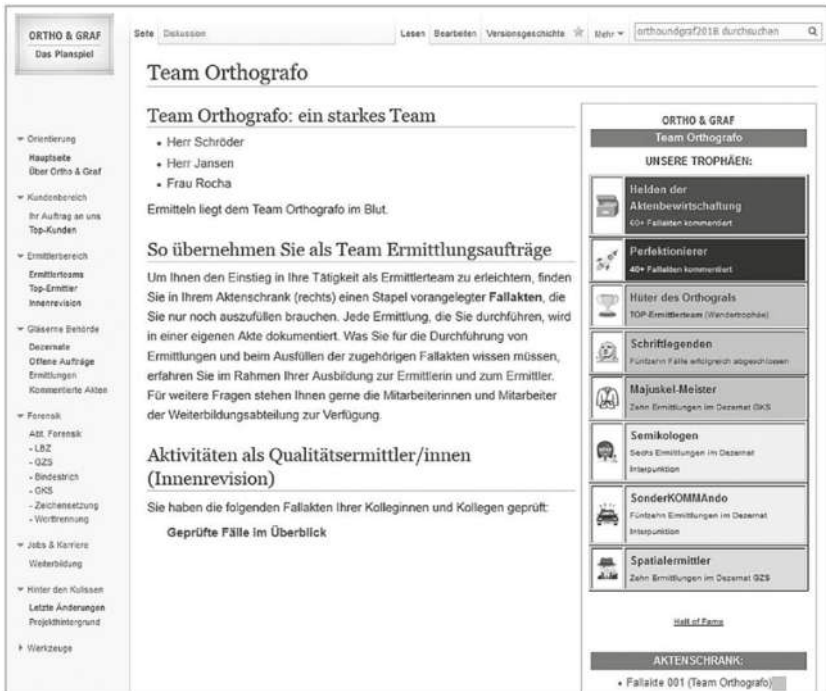 ORTHO & GRAF
Das Planspiel
Seite Diskussion Lesen Bearbeiten Versionsgeschichte Mehr orthoundgraf2018 durchsuchen
Team Orthografo
Orientierung
Hauptseite
Über Ortho & Graf
Kundenbereich
Ihr Auftrag an uns
Top-Kunden
Ermittlerbereich
Ermittlerteams
Top-Ermittler
Innenrevision
Gläserne Behörde
Dezernate
Offene Aufträge
Ermittlungen
Kommentierte Akten
Forensik
Abt. Forensik
- LBZ
- GZS
- Bindestrich
- GKS
- Zeichensetzung
- Worttrennung
Jobs & Karriere
Weiterbildung
Hinter den Kulissen
Letzte Änderungen
Projekthintergrund
Werkzeuge
Team Orthografo: ein starkes Team
• Herr Schröder
• Herr Jansen
• Frau Rocha
Ermitteln liegt dem Team Orthografo im Blut.
So übernehmen Sie als Team Ermittlungsaufträge
Um Ihnen den Einstieg in Ihre Tätigkeit als Ermittlerteam zu erleichtern, finden
Sie in Ihrem Aktenschrank (rechts) einen Stapel vorangelegter Fallakten, die
Sie nur noch auszufüllen brauchen. Jede Ermittlung, die Sie durchführen, wird
in einer eigenen Akte dokumentiert. Was Sie für die Durchführung von
Ermittlungen und beim Ausfüllen der zugehörigen Fallakten wissen müssen,
erfahren Sie im Rahmen Ihrer Ausbildung zur Ermittlerin und zum Ermittler.
Für weitere Fragen stehen Ihnen gerne die Mitarbeiterinnen und Mitarbeiter
der Weiterbildungsabteilung zur Verfügung.
Aktivitäten als Qualitätsermittler/innen
(Innenrevision)
Sie haben die folgenden Fallakten Ihrer Kolleginnen und Kollegen geprüft:
Geprüfte Fälle im Überblick
ORTHO & GRAF
Team Orthografo
UNSERE TROPHÄEN:
Helden der
Aktenbewirtschaftung
60+ Fallakten kommentiert
Perfektionierer
40+ Fallakten kommentiert
Hüter des Orthograls
TOP-Ermittlerteam (Wandertrophäe)
Schriftlegenden
Fünfzehn Fälle erfolgreich abgeschlossen
Majuskel-Meister
Zehn Ermittlungen im Dezernat GKS
Semikologen
Sechs Ermittlungen im Dezernat
Interpunktion
SonderKOMMAndo
Fünfzehn Ermittlungen im Dezernat
Interpunktion
Spatialermittler
Zehn Ermittlungen im Dezernat GZS
Hall of Fame
AKTENSCHRANK:
• Fallakte 001 (Team Orthografo)